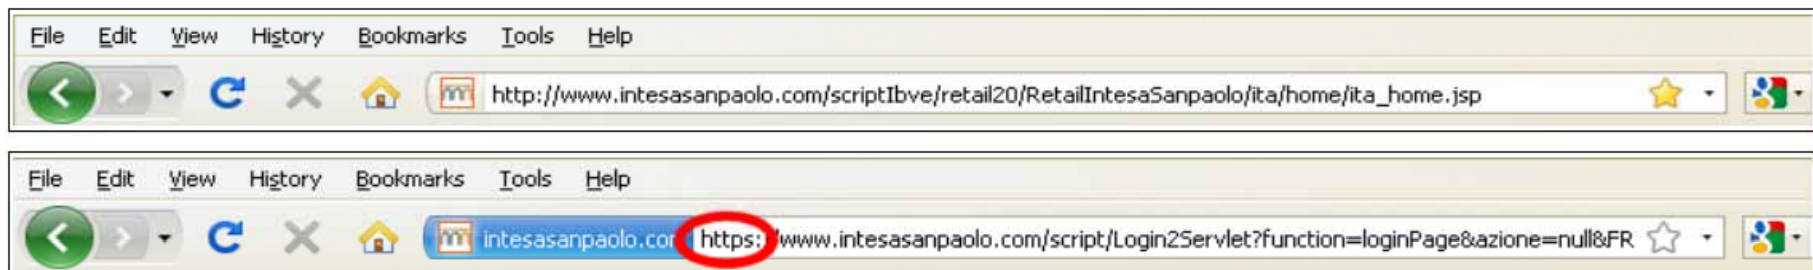 File Edit View History Bookmarks Tools Help
http://www.intesasanpaolo.com/scriptIbve/retail20/RetailIntesaSanpaolo/ita/home/ita_home.jsp
File Edit View History Bookmarks Tools Help
intesasanpaolo.com https://www.intesasanpaolo.com/script/Login2Servlet?function=loginPage&azione=null&FR